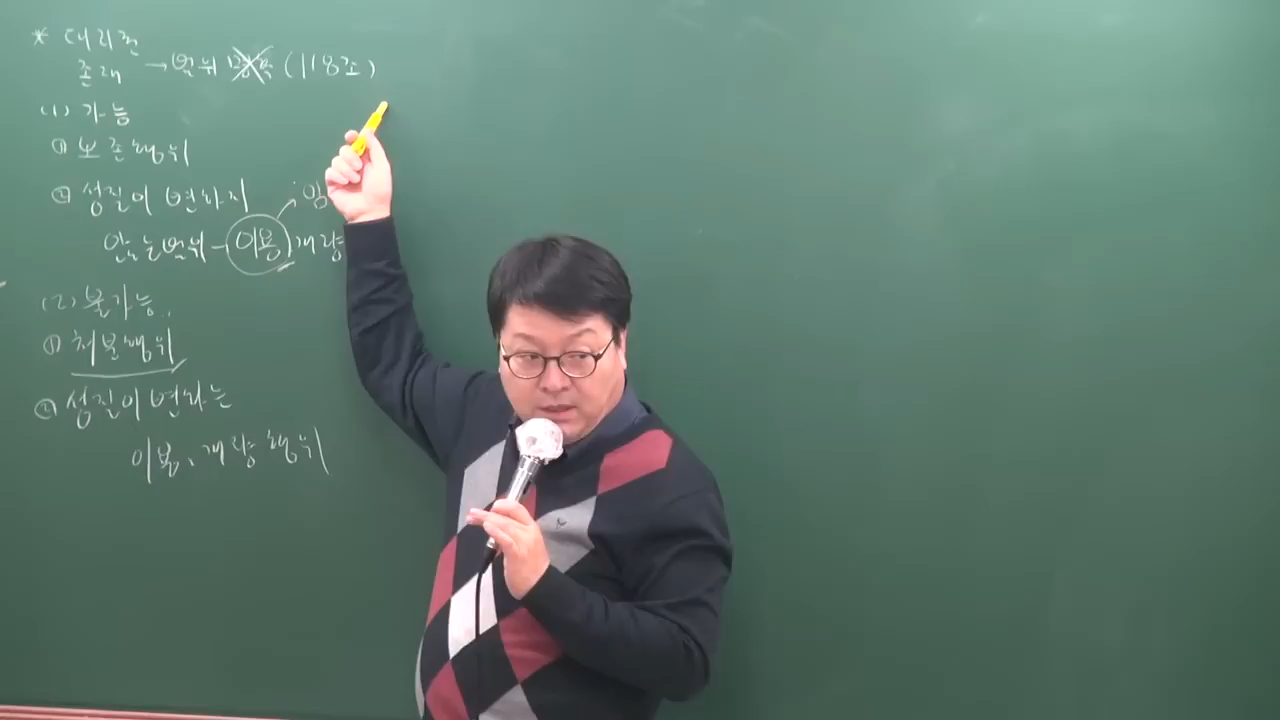 * 대리권
존재 → 범위 (118조)
(1) 가능
① 보존행위
② 성질이 변하지
않는 범위 - 이용, 개량
임
(2) 불가능
① 처분행위
② 성질이 변하는
이용, 개량행위